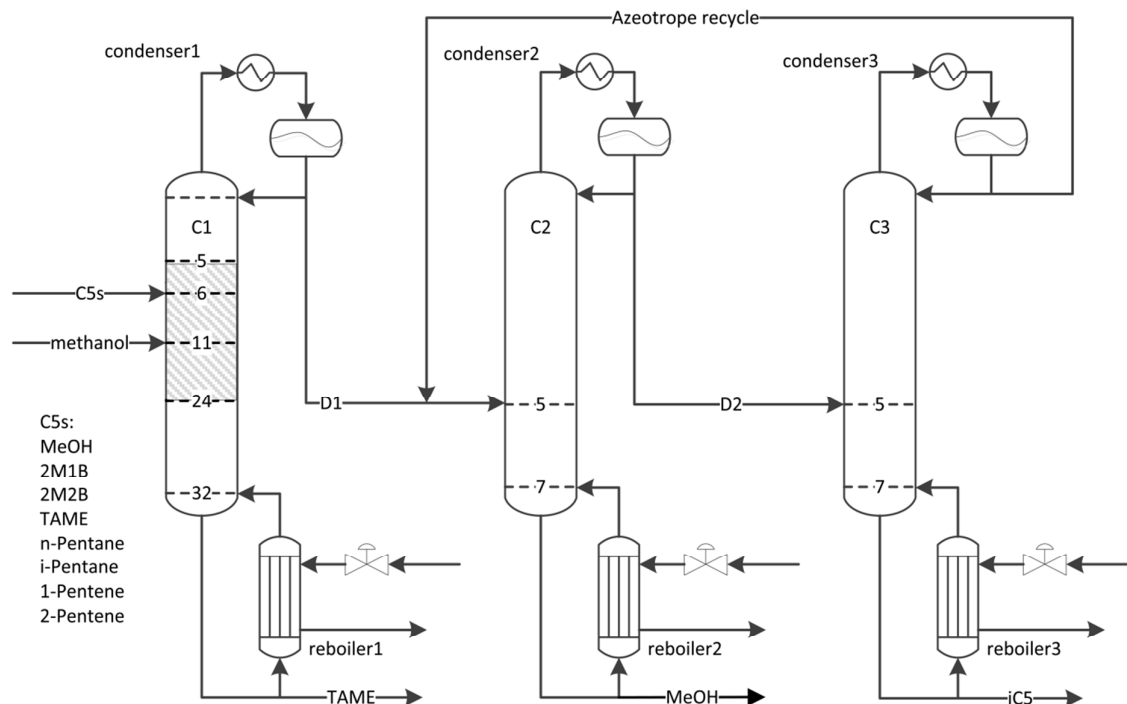 Azeotrope recycle
condenser1
condenser2
condenser3
C1
C2
C3
5
C5s
6
methanol
11
24
D1
5
D2
5
C5s:
MeOH
2M1B
2M2B
TAME
n-Pentane
i-Pentane
1-Pentene
2-Pentene
32
7
7
reboiler1
reboiler2
reboiler3
TAME
MeOH
iC5